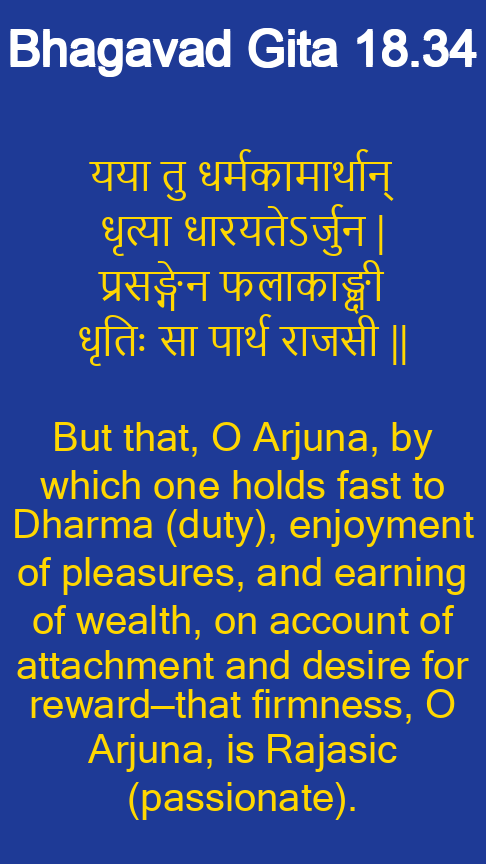 Bhagavad Gita 18.34
यया तु धर्मकामार्थान्
धृत्या धारयतेऽर्जुन |
प्रसङ्गेन फलाकाङ्क्षी
धृतिः सा पार्थ राजसी ||
But that, O Arjuna, by
which one holds fast to
Dharma (duty), enjoyment
of pleasures, and earning
of wealth, on account of
attachment and desire for
reward—that firmness, O
Arjuna, is Rajasic
(passionate).